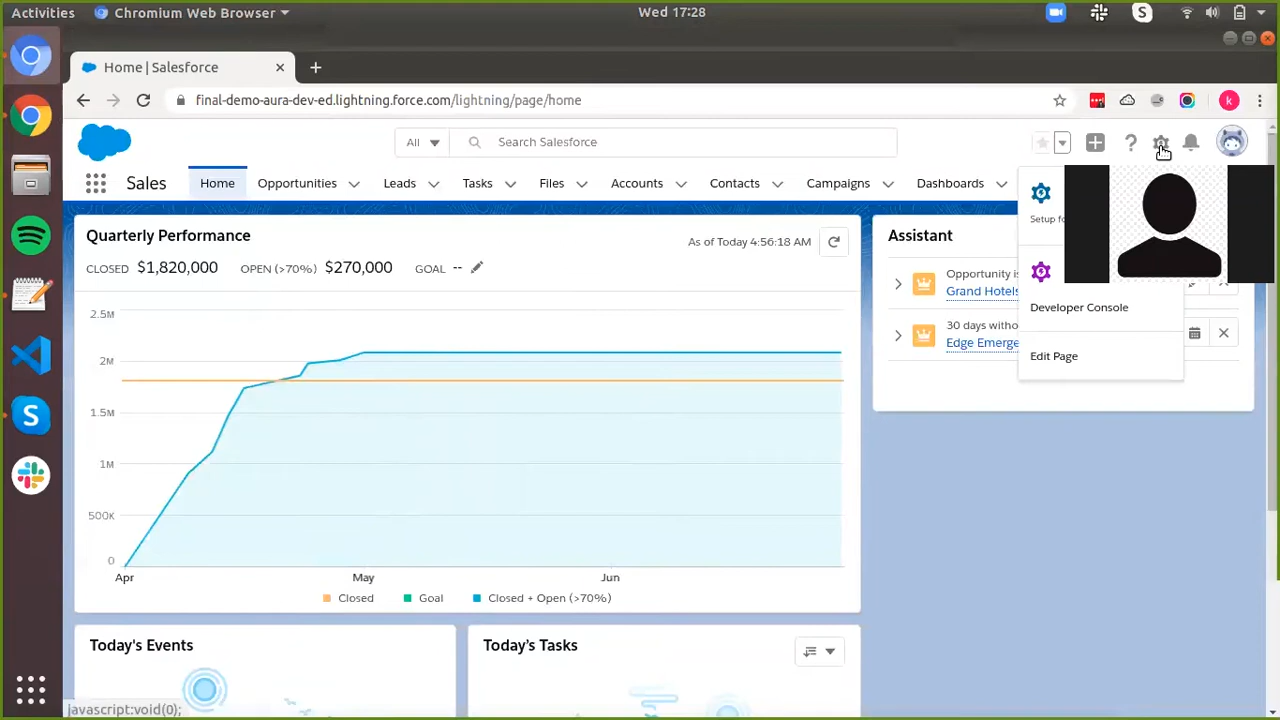 Activities
Chromium Web Browser
Wed 17:28
Home | Salesforce
final-demo-aura-dev-ed.lightning.force.com/lightning/page/home
k
All
Search Salesforce
Sales
Home
Opportunities
Leads
Tasks
Files
Accounts
Contacts
Campaigns
Dashboards
Quarterly Performance
As of Today 4:56:18 AM
CLOSED $1,820,000 OPEN (>70%) $270,000 GOAL --
2.5M
2M
1.5M
1M
500K
0
Apr
May
Jun
Closed
Goal
Closed + Open (>70%)
Assistant
Opportunity is
Grand Hotels
30 days witho
Edge Emerge
Setup fo
Developer Console
Edit Page
Today's Events
Today's Tasks
javascript:void(0);